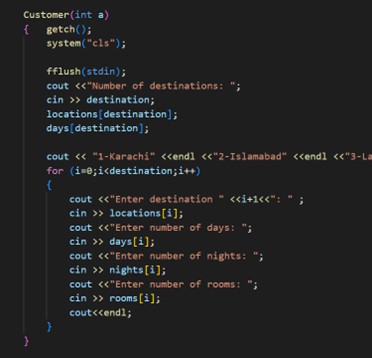 Customer(int a)
{ getch();
system("cls");
fflush(stdin);
cout <<"Number of destinations: ";
cin >> destination;
locations[destination];
days[destination];
cout << "1-Karachi" <<endl <<"2-Islamabad" <<endl <<"3-La
for (i=0;i<destination;i++)
{
cout <<"Enter destination " <<i+1<<": " ;
cin >> locations[i];
cout <<"Enter number of days: ";
cin >> days[i];
cout <<"Enter number of nights: ";
cin >> nights[i];
cout <<"Enter number of rooms: ";
cin >> rooms[i];
cout<<endl;
}
}